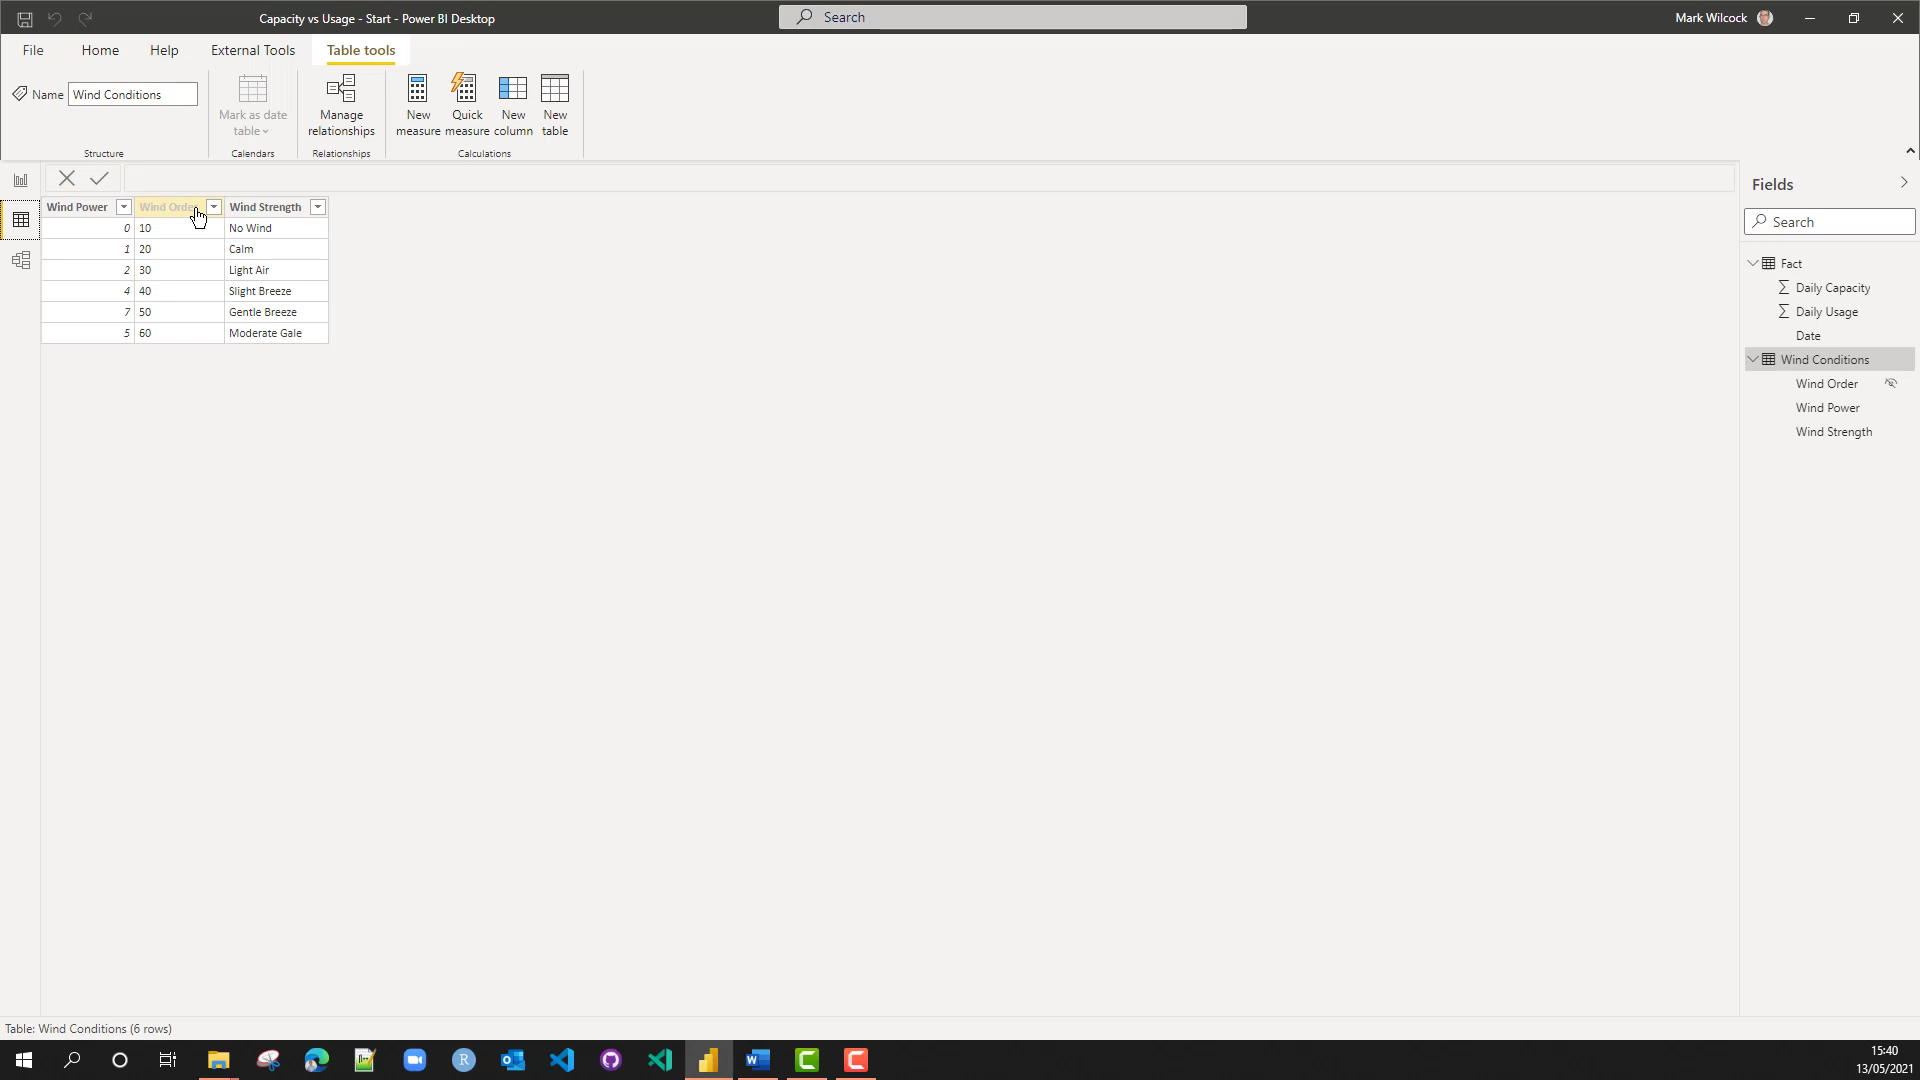 Capacity vs Usage - Start - Power BI Desktop
Search
Mark Wilcock
File
Home
Help
External Tools
Table tools
Name
Wind Conditions
Mark as date
table
Manage
relationships
New
measure
Quick
measure
New
column
New
table
Structure
Calendars
Relationships
Calculations
Fields
Search
Wind Power
Wind Order
Wind Strength
0 10 No Wind
1 20 Calm
2 30 Light Air
4 40 Slight Breeze
7 50 Gentle Breeze
5 60 Moderate Gale
Fact
Daily Capacity
Daily Usage
Date
Wind Conditions
Wind Order
Wind Power
Wind Strength
Table: Wind Conditions (6 rows)
15:40
13/05/2021